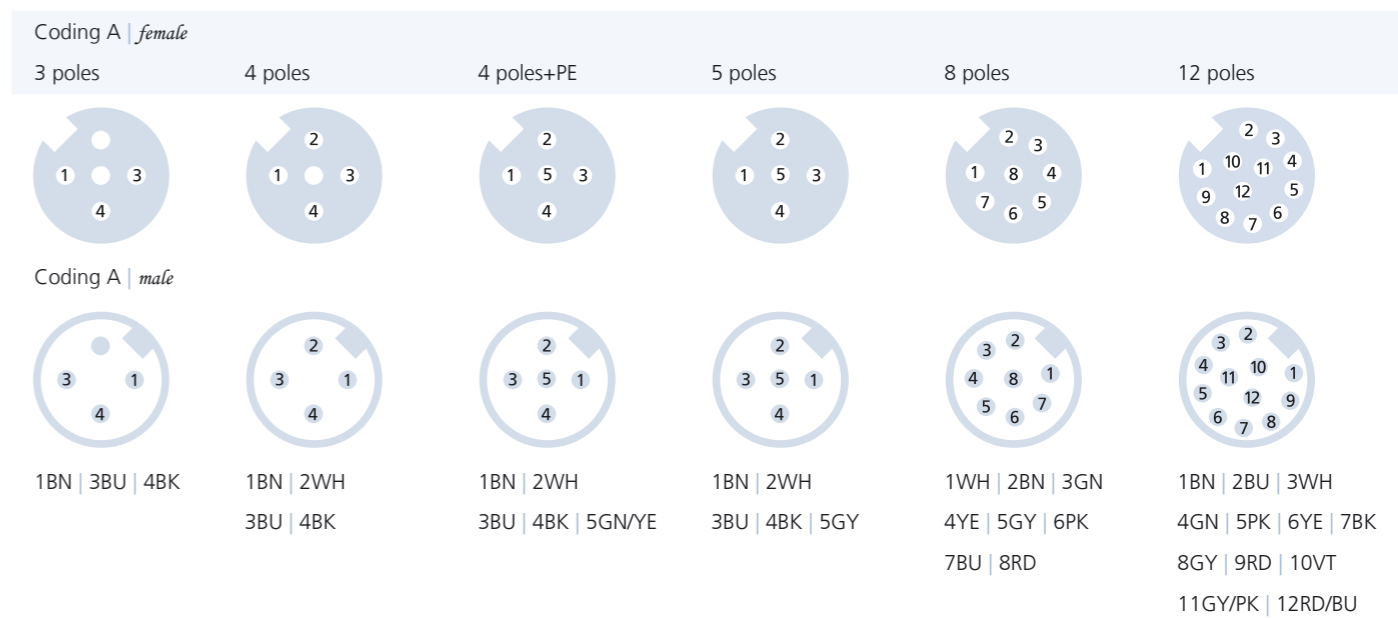 Coding A | female
3 poles 4 poles 4 poles+PE 5 poles 8 poles 12 poles
2 2 2 2 3 2 3
1 3 1 3 1 5 3 1 5 3 1 8 4 1 10 11 4
4 4 4 4 7 6 5 9 12 5 8 7 6
Coding A | male
2 2 2 3 2 3 2
3 1 3 1 3 5 1 3 5 1 4 8 1 4 11 10 1
4 4 4 4 5 6 7 5 12 9 6 7 8
1BN | 3BU | 4BK 1BN | 2WH 1BN | 2WH 1BN | 2WH 1WH | 2BN | 3GN 1BN | 2BU | 3WH
3BU | 4BK 3BU | 4BK | 5GN/YE 3BU | 4BK | 5GY 4YE | 5GY | 6PK 4GN | 5PK | 6YE | 7BK
7BU | 8RD 8GY | 9RD | 10VT
11GY/PK | 12RD/BU